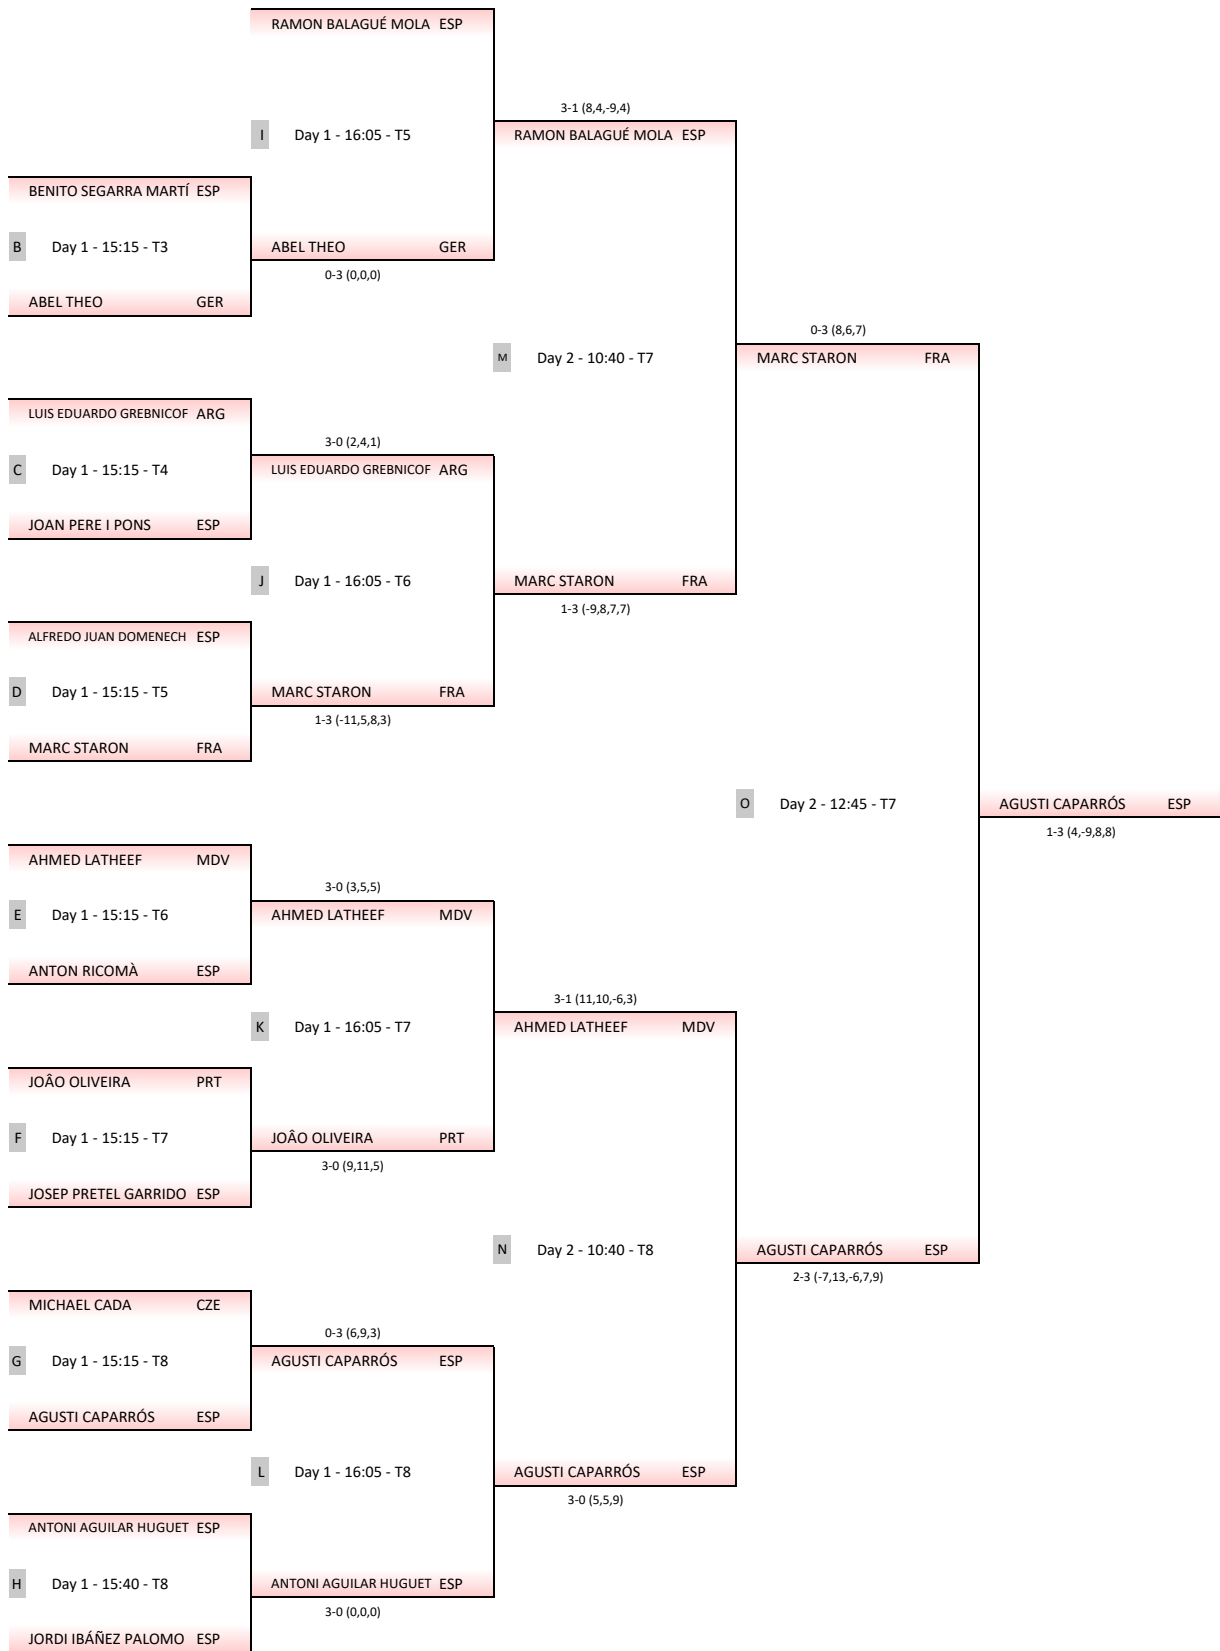 RAMON BALAGUÉ MOLA ESP
3-1 (8,4,-9,4)
I Day 1 - 16:05 - T5
RAMON BALAGUÉ MOLA ESP
BENITO SEGARRA MARTÍ ESP
B Day 1 - 15:15 - T3
ABEL THEO GER
0-3 (0,0,0)
ABEL THEO GER
0-3 (8,6,7)
M Day 2 - 10:40 - T7
MARC STARON FRA
LUIS EDUARDO GREBNICOF ARG
3-0 (2,4,1)
C Day 1 - 15:15 - T4
LUIS EDUARDO GREBNICOF ARG
JOAN PERE I PONS ESP
J Day 1 - 16:05 - T6
MARC STARON FRA
1-3 (-9,8,7,7)
ALFREDO JUAN DOMENECH ESP
D Day 1 - 15:15 - T5
MARC STARON FRA
1-3 (-11,5,8,3)
MARC STARON FRA
O Day 2 - 12:45 - T7
AGUSTI CAPARRÓS ESP
1-3 (4,-9,8,8)
AHMED LATHEEF MDV
3-0 (3,5,5)
E Day 1 - 15:15 - T6
AHMED LATHEEF MDV
ANTON RICOMÀ ESP
3-1 (11,10,-6,3)
K Day 1 - 16:05 - T7
AHMED LATHEEF MDV
JOÂO OLIVEIRA PRT
F Day 1 - 15:15 - T7
JOÂO OLIVEIRA PRT
3-0 (9,11,5)
JOSEP PRETEL GARRIDO ESP
N Day 2 - 10:40 - T8
AGUSTI CAPARRÓS ESP
2-3 (-7,13,-6,7,9)
MICHAEL CADA CZE
0-3 (6,9,3)
G Day 1 - 15:15 - T8
AGUSTI CAPARRÓS ESP
AGUSTI CAPARRÓS ESP
L Day 1 - 16:05 - T8
AGUSTI CAPARRÓS ESP
3-0 (5,5,9)
ANTONI AGUILAR HUGUET ESP
H Day 1 - 15:40 - T8
ANTONI AGUILAR HUGUET ESP
3-0 (0,0,0)
JORDI IBÁÑEZ PALOMO ESP